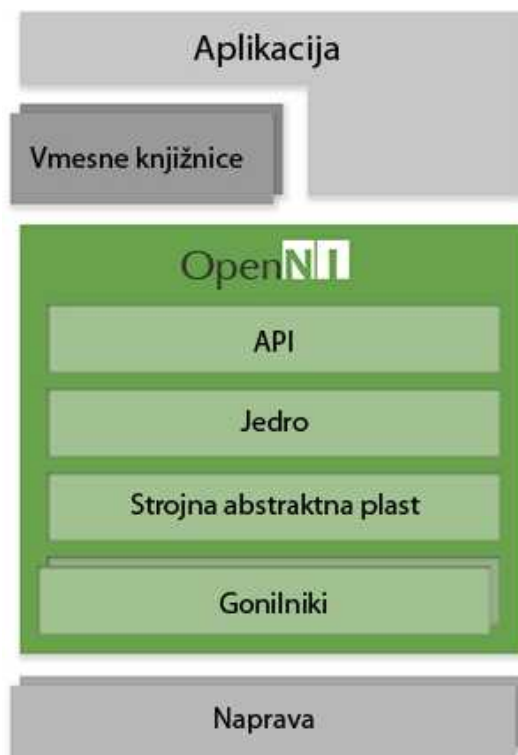 Aplikacija
Vmesne knjižnice
OpenNI
API
Jedro
Strojna abstraktna plast
Gonilniki
Naprava